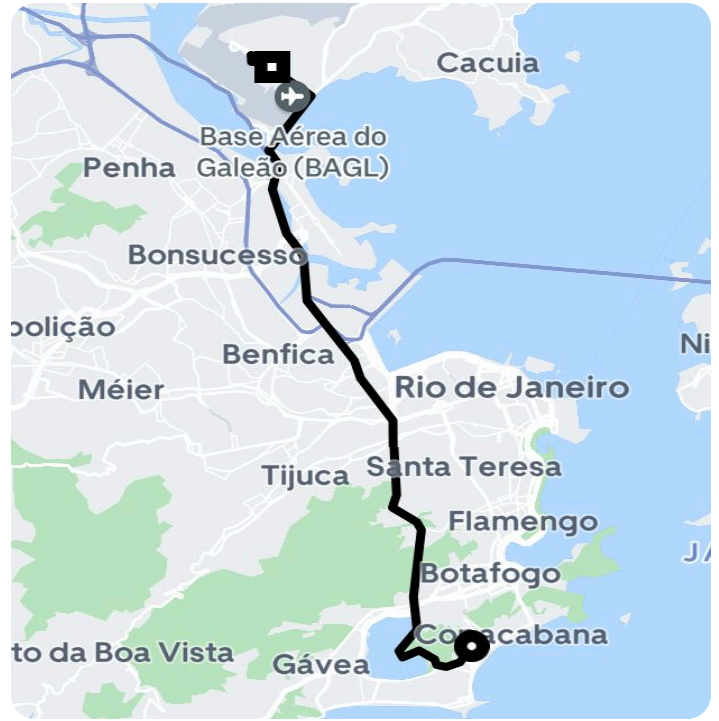 Cacuia
Base Aérea do
Galeão (BAGL)
Penha
Bonsucesso
polição
Benfica
Ni
Méier
Rio de Janeiro
Tijuca
Santa Teresa
Flamengo
JA
Botafogo
Copacabana
to da Boa Vista
Gávea